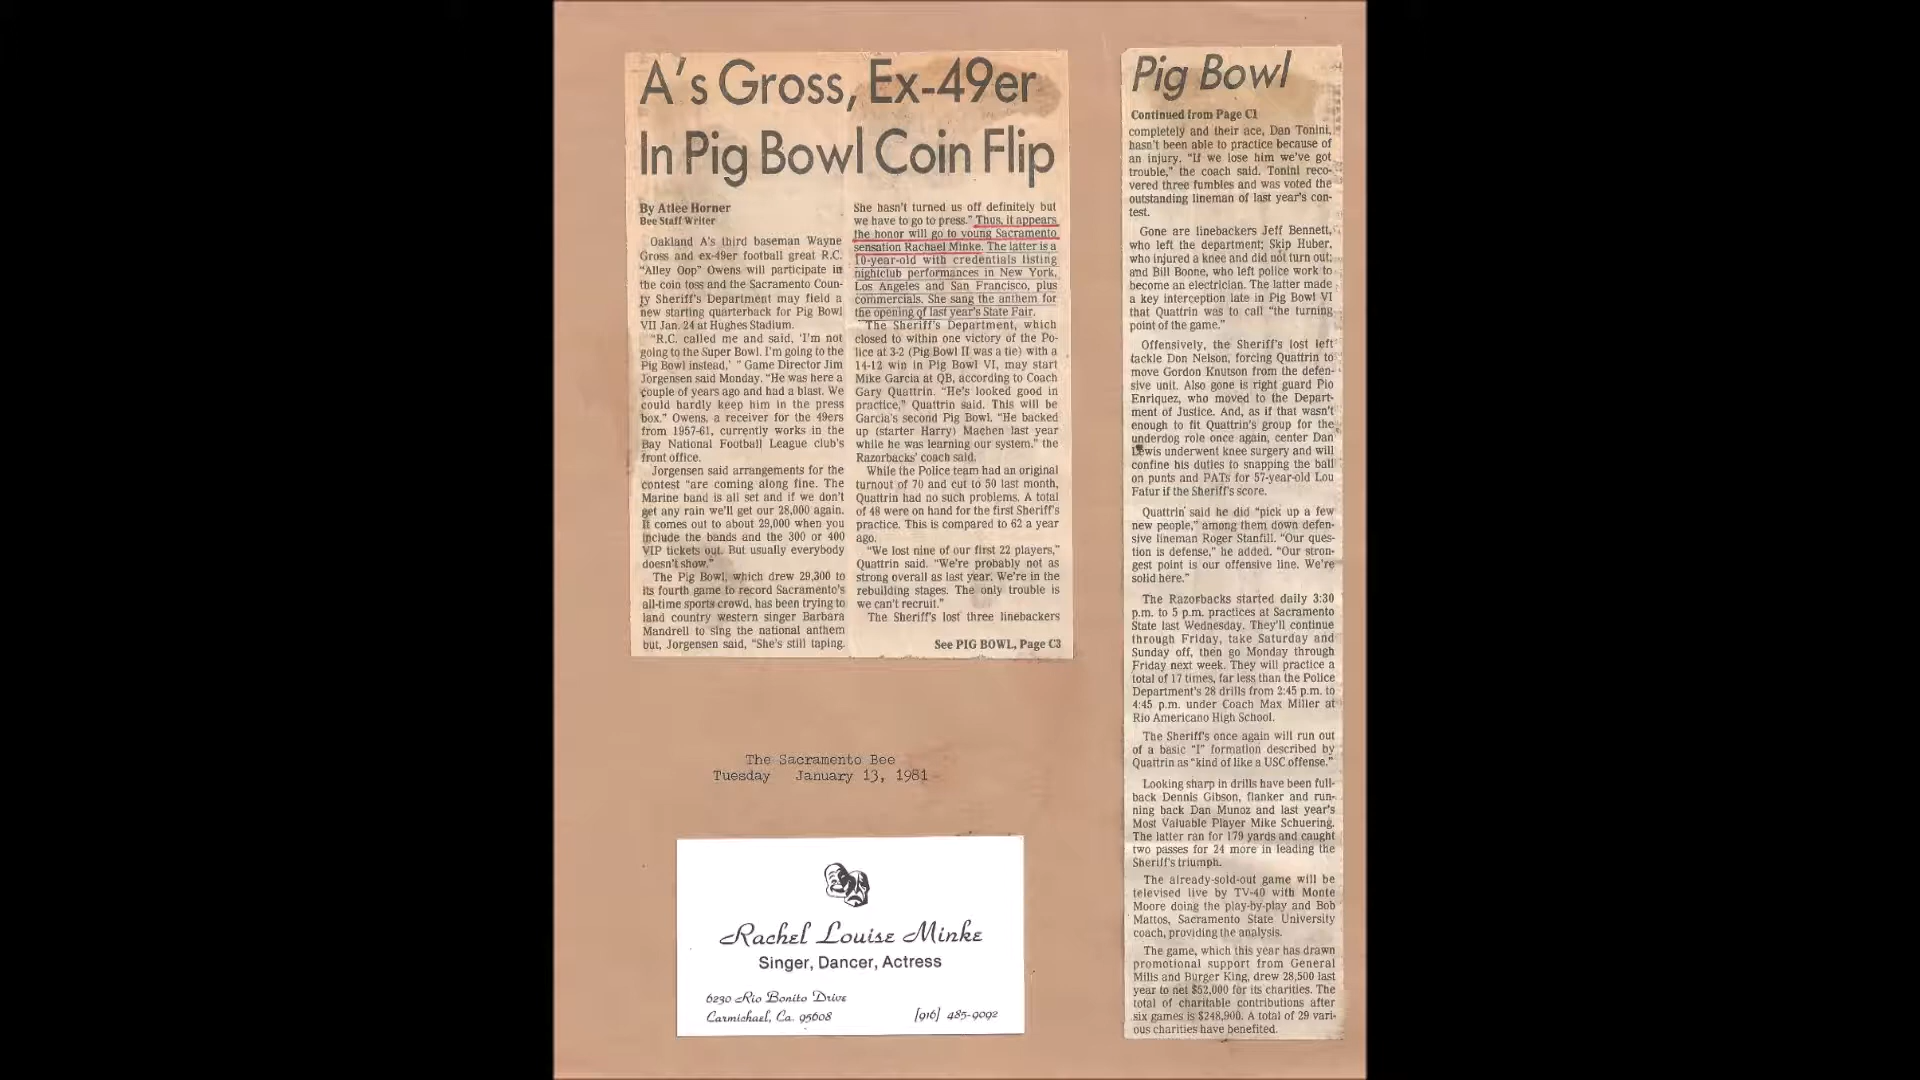 A's Gross, Ex-49er
In Pig Bowl Coin Flip
By Atlee Horner
Bee Staff Writer
Oakland A's third baseman Wayne
Gross and ex-49er football great R.C.
"Alley Oop" Owens will participate in
the coin toss and the Sacramento Coun-
ty Sheriff's Department may field a
new starting quarterback for Pig Bowl
VII Jan. 24 at Hughes Stadium.
"R.C. called me and said, 'I'm not
going to the Super Bowl. I'm going to the
Pig Bowl instead,' " Game Director Jim
Jorgensen said Monday. "He was here a
couple of years ago and had a blast. We
could hardly keep him in the press
box." Owens, a receiver for the 49ers
from 1957-61, currently works in the
Bay National Football League club's
front office.
Jorgensen said arrangements for the
contest "are coming along fine. The
Marine band is all set and if we don't
get any rain we'll get our 28,000 again.
It comes out to about 29,000 when you
include the bands and the 300 or 400
VIP tickets out. But usually everybody
doesn't show."
The Pig Bowl, which drew 29,300 to
its fourth game to record Sacramento's
all-time sports crowd, has been trying to
land country western singer Barbara
Mandrell to sing the national anthem
but, Jorgensen said, "She's still taping.
She hasn't turned us off definitely but
we have to go to press." Thus, it appears
the honor will go to young Sacramento
sensation Rachael Minke. The latter is a
10-year-old with credentials listing
nightclub performances in New York,
Los Angeles and San Francisco, plus
commercials. She sang the anthem for
the opening of last year's State Fair.
The Sheriff's Department, which
closed to within one victory of the Po-
lice at 3-2 (Pig Bowl II was a tie) with a
14-12 win in Pig Bowl VI, may start
Mike Garcia at QB, according to Coach
Gary Quattrin. "He's looked good in
practice," Quattrin said. This will be
Garcia's second Pig Bowl. "He backed
up (starter Harry) Machen last year
while he was learning our system," the
Razorbacks' coach said.
While the Police team had an original
turnout of 70 and cut to 50 last month,
Quattrin had no such problems. A total
of 48 were on hand for the first Sheriff's
practice. This is compared to 62 a year
ago.
"We lost nine of our first 22 players,"
Quattrin said. "We're probably not as
strong overall as last year. We're in the
rebuilding stages. The only trouble is
we can't recruit."
The Sheriff's lost three linebackers
See PIG BOWL, Page C3
The Sacramento Bee
Tuesday January 13, 1981
Rachel Louise Minke
Singer, Dancer, Actress
6230 Rio Bonito Drive
Carmichael, Ca. 95608
[916] 485-9092
Pig Bowl
Continued from Page C1
completely and their ace, Dan Tonini,
hasn't been able to practice because of
an injury. "If we lose him we've got
trouble," the coach said. Tonini reco-
vered three fumbles and was voted the
outstanding lineman of last year's con-
test.
Gone are linebackers Jeff Bennett,
who left the department; Skip Huber,
who injured a knee and did not turn out;
and Bill Boone, who left police work to
become an electrician. The latter made
a key interception late in Pig Bowl VI
that Quattrin was to call "the turning
point of the game."
Offensively, the Sheriff's lost left
tackle Don Nelson, forcing Quattrin to
move Gordon Knutson from the defen-
sive unit. Also gone is right guard Pio
Enriquez, who moved to the Depart-
ment of Justice. And, as if that wasn't
enough to fit Quattrin's group for the
underdog role once again, center Dan
Lewis underwent knee surgery and will
confine his duties to snapping the ball
on punts and PATs for 57-year-old Lou
Fatur if the Sheriff's score.
Quattrin said he did "pick up a few
new people," among them down defen-
sive lineman Roger Stanfill. "Our ques-
tion is defense," he added. "Our stron-
gest point is our offensive line. We're
solid here."
The Razorbacks started daily 3:30
p.m. to 5 p.m. practices at Sacramento
State last Wednesday. They'll continue
through Friday, take Saturday and
Sunday off, then go Monday through
Friday next week. They will practice a
total of 17 times, far less than the Police
Department's 28 drills from 2:45 p.m. to
4:45 p.m. under Coach Max Miller at
Rio Americano High School.
The Sheriff's once again will run out
of a basic "I" formation described by
Quattrin as "kind of like a USC offense."
Looking sharp in drills have been full-
back Dennis Gibson, flanker and run-
ning back Dan Munoz and last year's
Most Valuable Player Mike Schuering.
The latter ran for 179 yards and caught
two passes for 24 more in leading the
Sheriff's triumph.
The already-sold-out game will be
televised live by TV-40 with Monte
Moore doing the play-by-play and Bob
Mattos, Sacramento State University
coach, providing the analysis.
The game, which this year has drawn
promotional support from General
Mills and Burger King, drew 28,500 last
year to net $52,000 for its charities. The
total of charitable contributions after
six games is $248,900. A total of 29 vari-
ous charities have benefited.